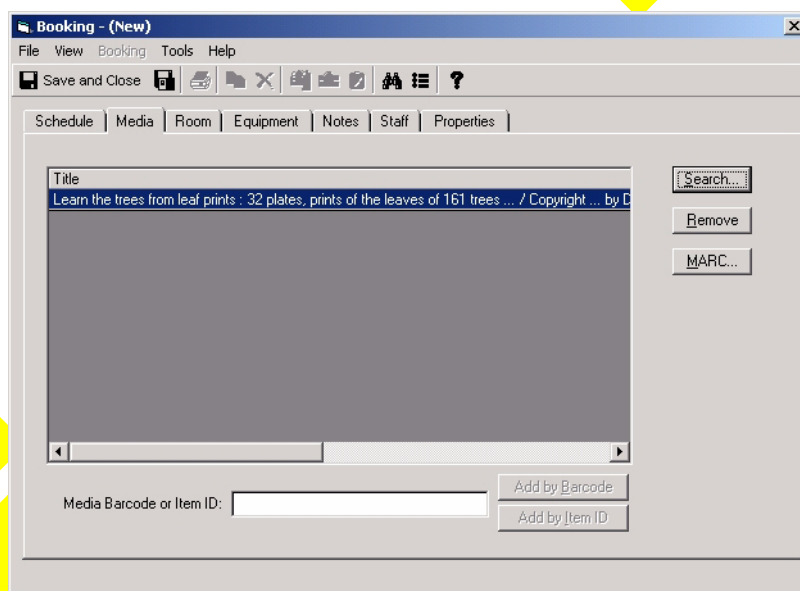 Booking - (New)
File View Booking Tools Help
Save and Close
Schedule Media Room Equipment Notes Staff Properties
Title
Learn the trees from leaf prints : 32 plates, prints of the leaves of 161 trees ... / Copyright ... by D
Search...
Remove
MARC...
Media Barcode or Item ID:
Add by Barcode
Add by Item ID